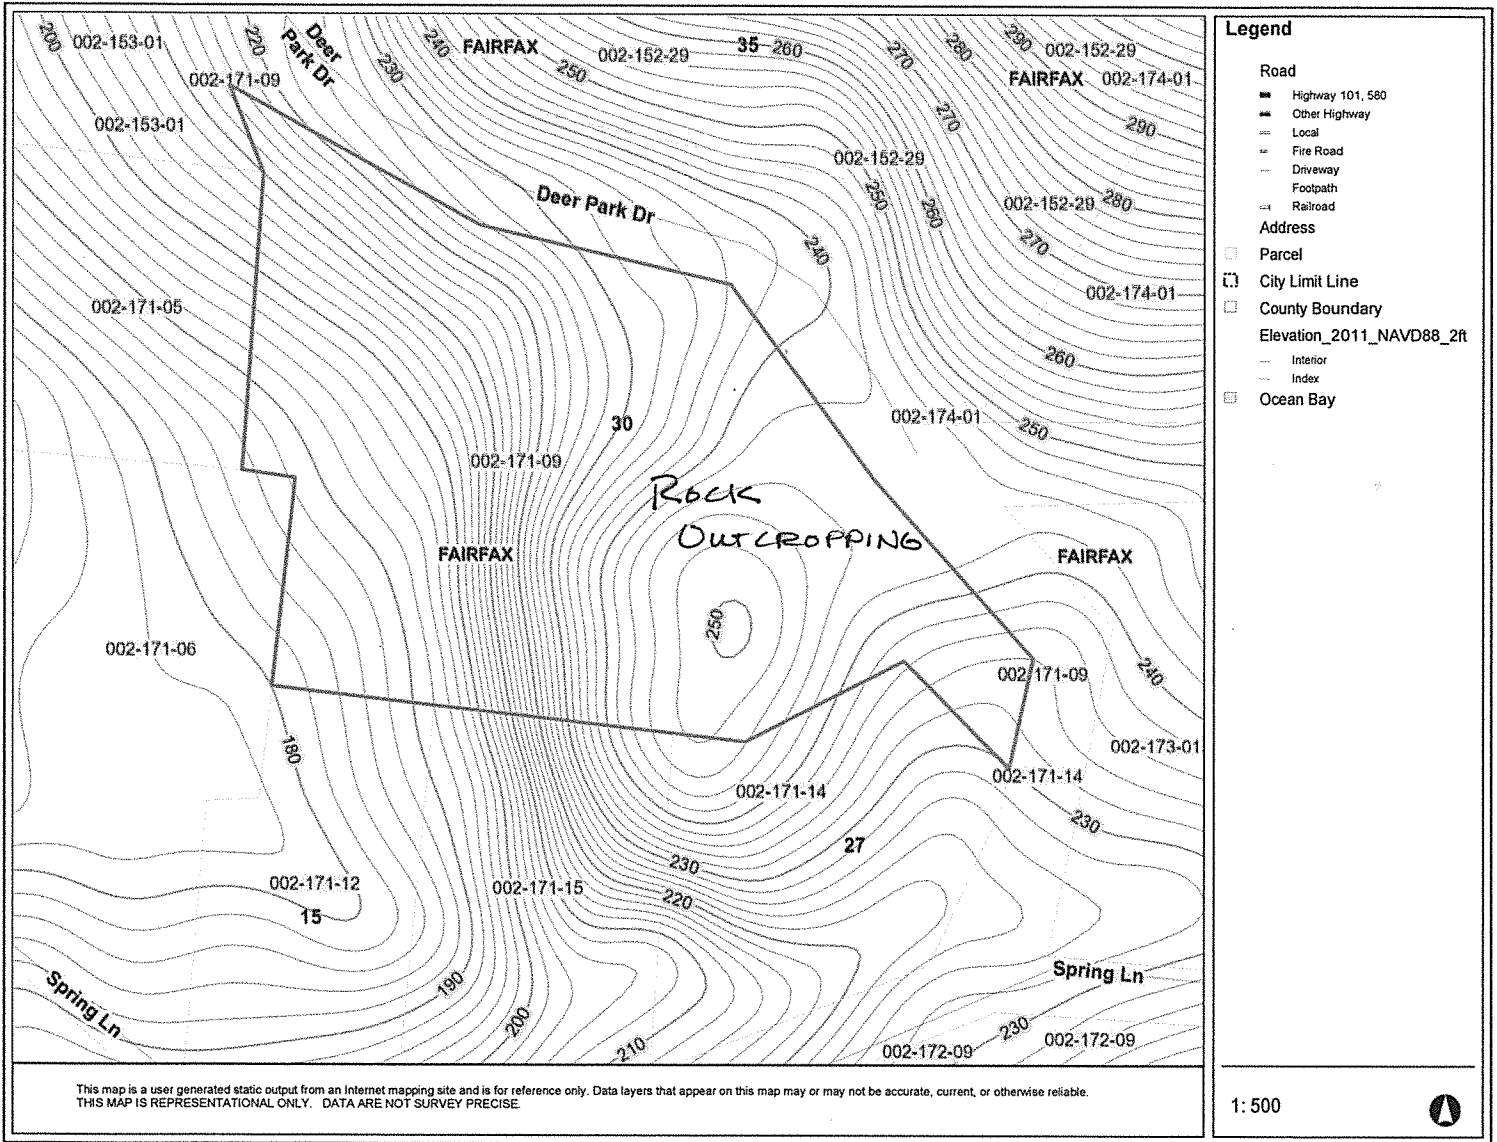 200
002-153-01
220
Deer
Park Dr
240
FAIRFAX
002-152-29
35
260
270
280
290
002-152-29
002-171-09
230
250
FAIRFAX
002-174-01
002-153-01
270
290
002-152-29
Deer Park Dr
250
260
002-152-29
280
240
270
002-171-05
002-174-01
260
30
002-174-01
250
002-171-09
ROCK
OUTCROPPING
FAIRFAX
FAIRFAX
250
002-171-06
002-171-09
240
180
002-173-01
002-171-14
002-171-14
230
27
230
002-171-12
002-171-15
220
15
Spring Ln
190
Spring Ln
200
210
230
002-172-09
002-172-09
This map is a user generated static output from an Internet mapping site and is for reference only. Data layers that appear on this map may or may not be accurate, current, or otherwise reliable.
THIS MAP IS REPRESENTATIONAL ONLY. DATA ARE NOT SURVEY PRECISE.
Legend
Road
Highway 101, 580
Other Highway
Local
Fire Road
Driveway
Footpath
Railroad
Address
Parcel
City Limit Line
County Boundary
Elevation_2011_NAVD88_2ft
Interior
Index
Ocean Bay
1: 500